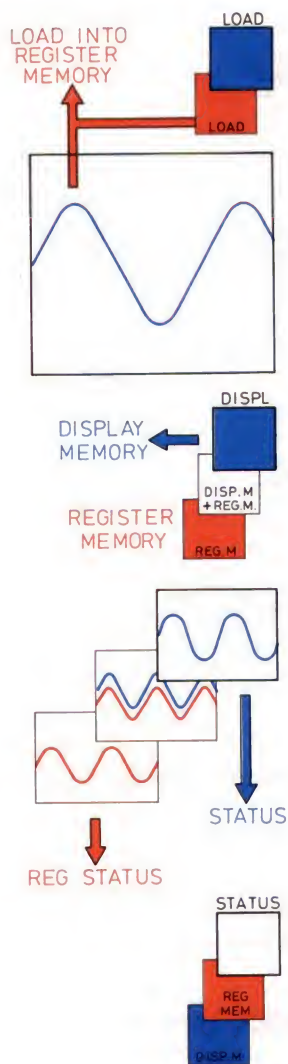 LOAD
LOAD INTO
REGISTER
MEMORY
LOAD
DISPL
DISPLAY
MEMORY
DISP.M
+REG.M.
REGISTER
MEMORY
REG.M
STATUS
REG STATUS
STATUS
REG
MEM
DISP.M.